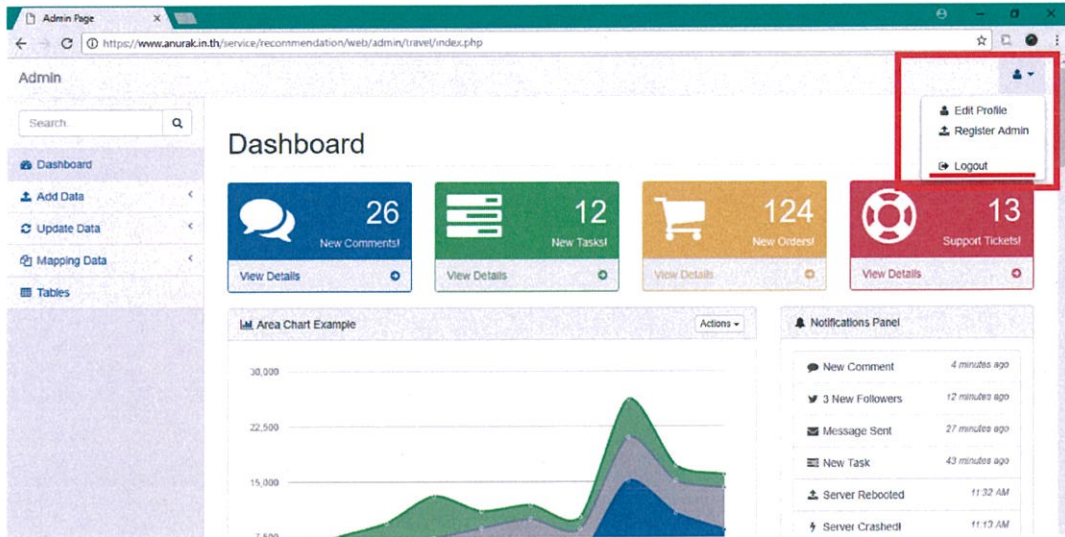 Admin Page
https://www.anurak.in.th/service/recommendation/web/admin/travel/index.php
Admin
Edit Profile
Register Admin
Logout
Search.
Dashboard
Add Data
Update Data
Mapping Data
Tables
Dashboard
26
New Comments!
View Details
12
New Tasks!
View Details
124
New Orders!
View Details
13
Support Tickets!
View Details
Area Chart Example
Actions
30,000
22,500
15,000
7,500
Notifications Panel
New Comment 4 minutes ago
3 New Followers 12 minutes ago
Message Sent 27 minutes ago
New Task 43 minutes ago
Server Rebooted 11:32 AM
Server Crashed! 11:13 AM